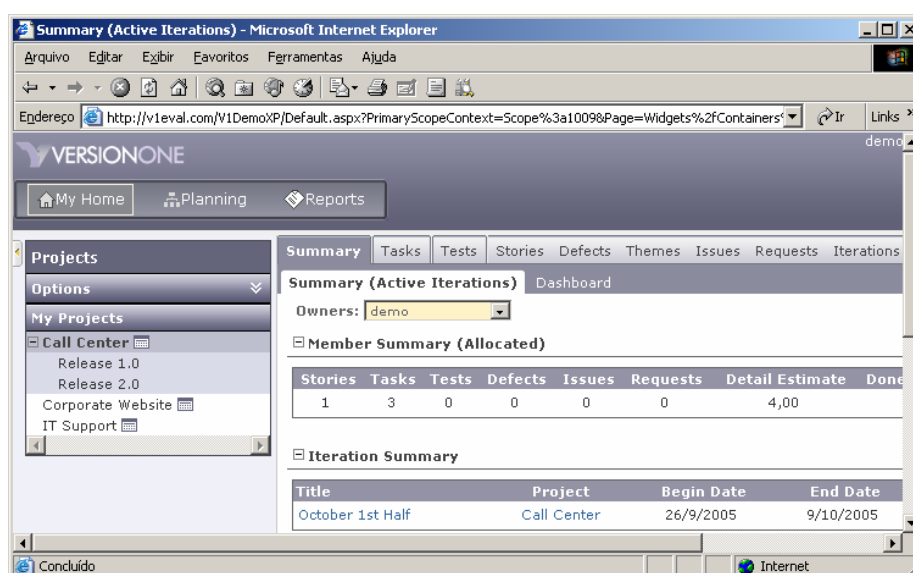 Summary (Active Iterations) - Microsoft Internet Explorer
Arquivo Editar Exibir Favoritos Ferramentas Ajuda
Endereço http://v1eval.com/V1DemoXP/Default.aspx?PrimaryScopeContext=Scope%3a1009&Page=Widgets%2fContainers Ir Links »
demo
VERSIONONE
My Home Planning Reports
Projects
Options
My Projects
Call Center
Release 1.0
Release 2.0
Corporate Website
IT Support
Summary Tasks Tests Stories Defects Themes Issues Requests Iterations
Summary (Active Iterations) Dashboard
Owners: demo
Member Summary (Allocated)
Stories Tasks Tests Defects Issues Requests Detail Estimate Done
1 3 0 0 0 0 4,00
Iteration Summary
Title Project Begin Date End Date
October 1st Half Call Center 26/9/2005 9/10/2005
Concluído Internet